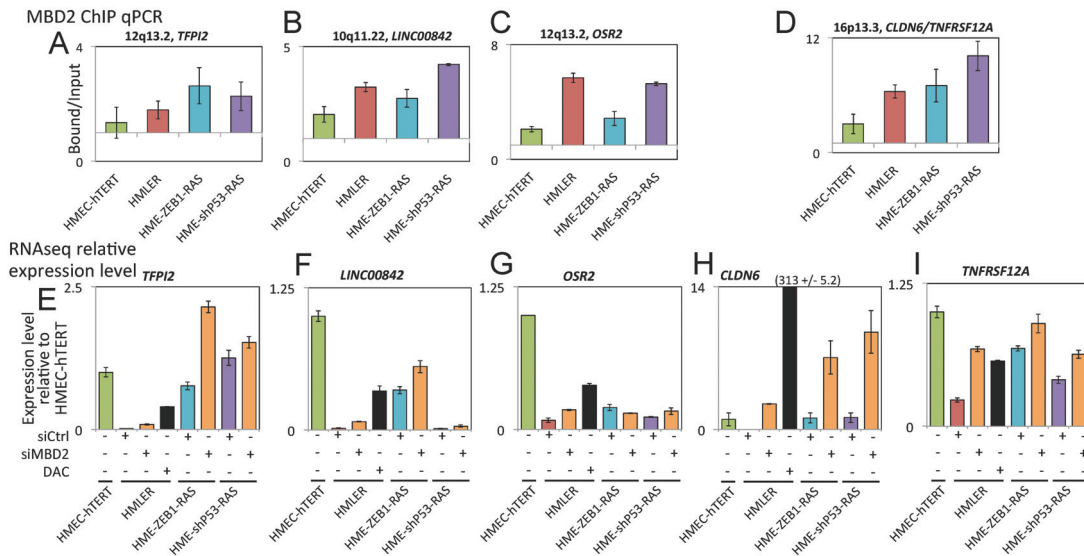 MBD2 ChIP qPCR
A
12q13.2, TFPI2
B
10q11.22, LINC00842
C
12q13.2, OSR2
D
16p13.3, CLDN6/TNFRSF12A
Bound/Input
4
0
5
0
8
0
12
0
HMEC-hTERT
HMLER
HME-ZEB1-RAS
HME-shP53-RAS
HMEC-hTERT
HMLER
HME-ZEB1-RAS
HME-shP53-RAS
HMEC-hTERT
HMLER
HME-ZEB1-RAS
HME-shP53-RAS
HMEC-hTERT
HMLER
HME-ZEB1-RAS
HME-shP53-RAS
RNAseq relative
expression level
E
TFPI2
F
LINC00842
G
OSR2
H
CLDN6
(313 +/- 5.2)
I
TNFRSF12A
Expression level
relative to
HMEC-hTERT
2.5
0
1.25
0
1.25
0
14
0
1.25
0
siCtrl - + - - + - + - - + - - + - + - - + - - + - + - - + - - + - + - - + - - + - + -
siMBD2 - - + - - + - + - - + - - + - + - - + - - + - + - - + - - + - + - - + - - + - +
DAC - - - + - - - - - - - + - - - - - - - + - - - - - - - + - - - - - - - + - - - -
HMEC-hTERT
HMLER
HME-ZEB1-RAS
HME-shP53-RAS
HMEC-hTERT
HMLER
HME-ZEB1-RAS
HME-shP53-RAS
HMEC-hTERT
HMLER
HME-ZEB1-RAS
HME-shP53-RAS
HMEC-hTERT
HMLER
HME-ZEB1-RAS
HME-shP53-RAS
HMEC-hTERT
HMLER
HME-ZEB1-RAS
HME-shP53-RAS